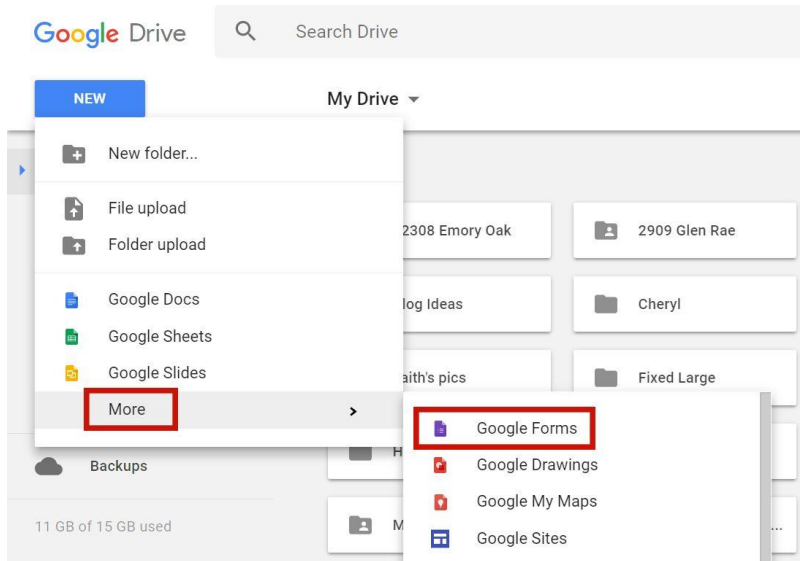 Google Drive
Search Drive
NEW
My Drive
New folder...
File upload
Folder upload
Google Docs
Google Sheets
Google Slides
More
2308 Emory Oak
2909 Glen Rae
Ideas
Cheryl
pics
Fixed Large
Google Forms
Google Drawings
Google My Maps
Google Sites
Backups
11 GB of 15 GB used